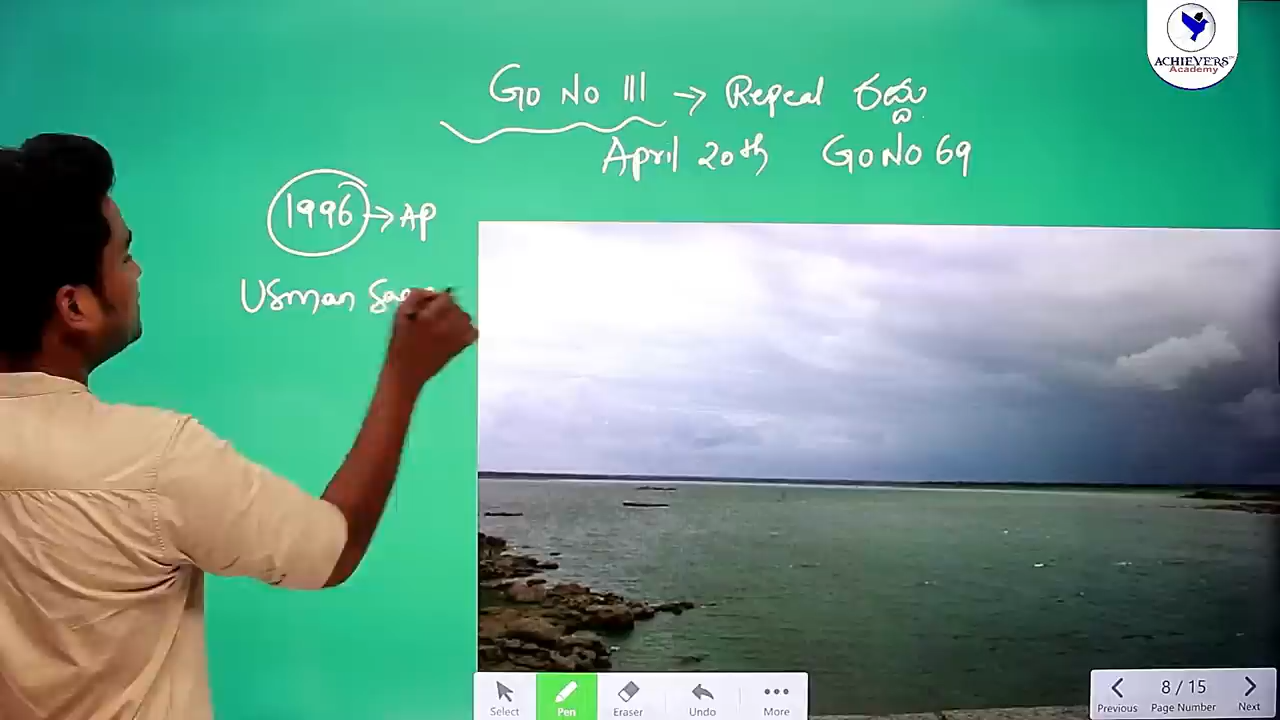 ACHIEVERS
Academy
Go No 111 → Repeal రద్దు
April 20th Go No 69
1996 → AP
Usman
Select
Pen
Eraser
Undo
More
Previous
8 / 15
Page Number
Next